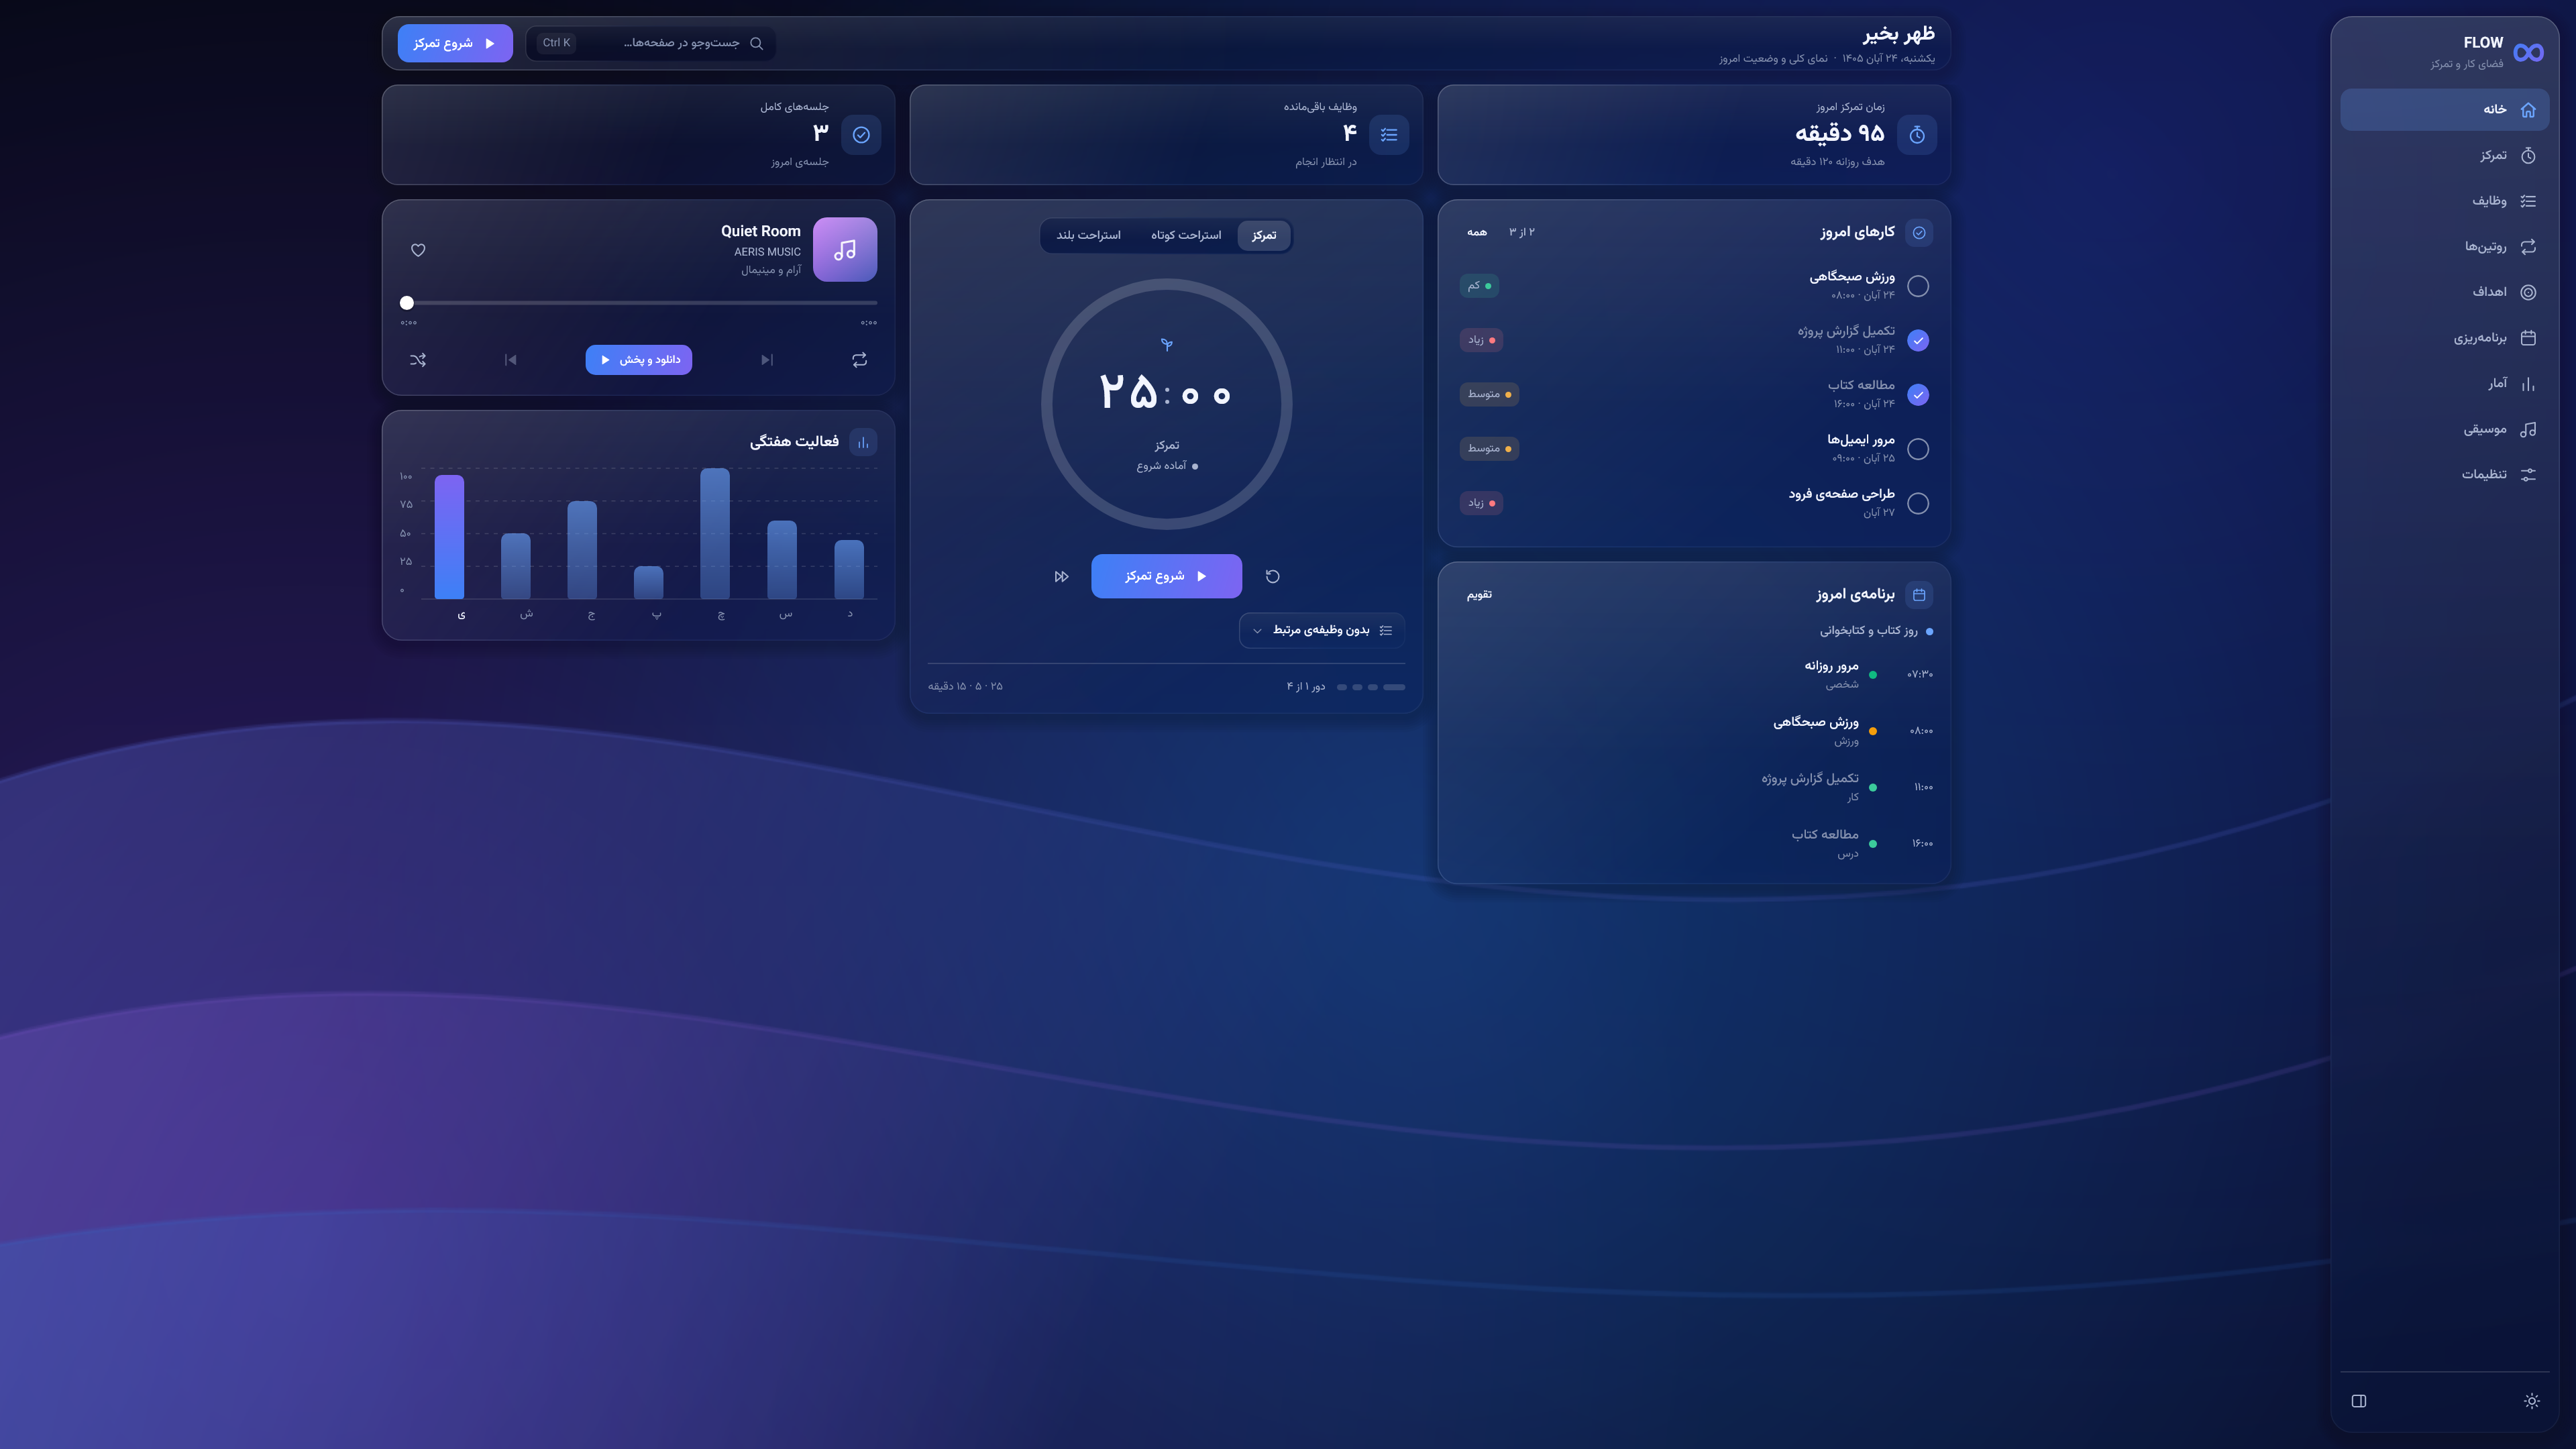 FLOW
فضای کار و تمرکز
خانه
تمرکز
وظایف
روتین‌ها
اهداف
برنامه‌ریزی
آمار
موسیقی
تنظیمات
ظهر بخیر
یکشنبه، ۲۴ آبان ۱۴۰۵ · نمای کلی و وضعیت امروز
جست‌وجو در صفحه‌ها...
Ctrl K
شروع تمرکز
زمان تمرکز امروز
۹۵ دقیقه
هدف روزانه ۱۲۰ دقیقه
وظایف باقی‌مانده
۴
در انتظار انجام
جلسه‌های کامل
۳
جلسه‌ی امروز
کارهای امروز
۲ از ۳
همه
ورزش صبحگاهی
۲۴ آبان · ۰۸:۰۰
کم
تکمیل گزارش پروژه
۲۴ آبان · ۱۱:۰۰
زیاد
مطالعه کتاب
۲۴ آبان · ۱۶:۰۰
متوسط
مرور ایمیل‌ها
۲۵ آبان · ۰۹:۰۰
متوسط
طراحی صفحه‌ی فرود
۲۷ آبان
زیاد
برنامه‌ی امروز
تقویم
روز کتاب و کتابخوانی
۰۷:۳۰
مرور روزانه
شخصی
۰۸:۰۰
ورزش صبحگاهی
ورزش
۱۱:۰۰
تکمیل گزارش پروژه
کار
۱۶:۰۰
مطالعه کتاب
درس
تمرکز
استراحت کوتاه
استراحت بلند
۲۵:۰۰
تمرکز
آماده شروع
شروع تمرکز
بدون وظیفه‌ی مرتبط
دور ۱ از ۴
۲۵ · ۵ · ۱۵ دقیقه
Quiet Room
AERIS MUSIC
آرام و مینیمال
۰:۰۰
۰:۰۰
دانلود و پخش
فعالیت هفتگی
۱۰۰
۷۵
۵۰
۲۵
۰
د
س
چ
پ
ج
ش
ی